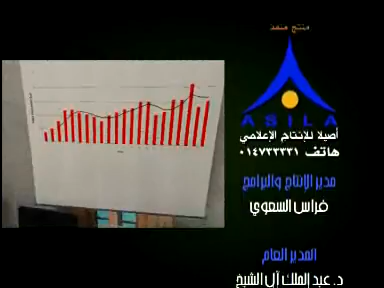 منتج منفذ
ASILA
أصيلا للإنتاج الإعلامي
هاتف ٠١٤٧٣٣٣٣١
مدير الإنتاج والبرامج
فراس السعوي
المدير العام
د. عبد الملك آل الشيخ